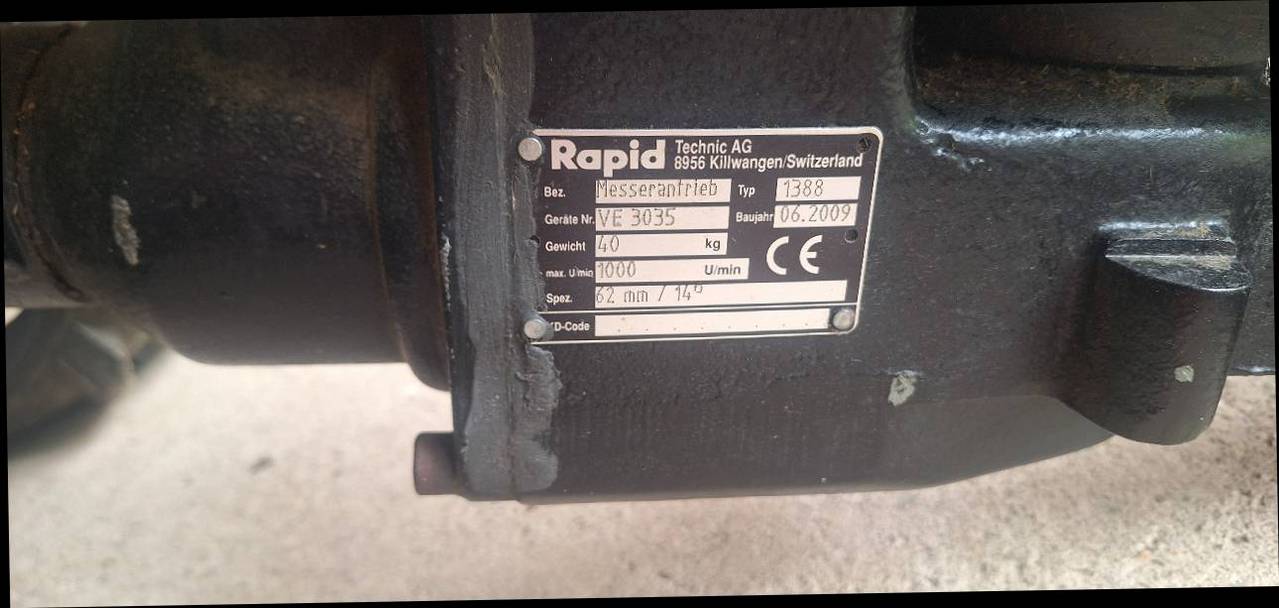 Rapid Technic AG
8956 Killwangen/Switzerland
Bez. Messerantrieb Typ 1388
Geräte Nr. VE 3035 Baujahr 06.2009
Gewicht 40 kg CE
max. U/min 1000 U/min
Spez. 62 mm / 14°
KD-Code . . . . . . . .